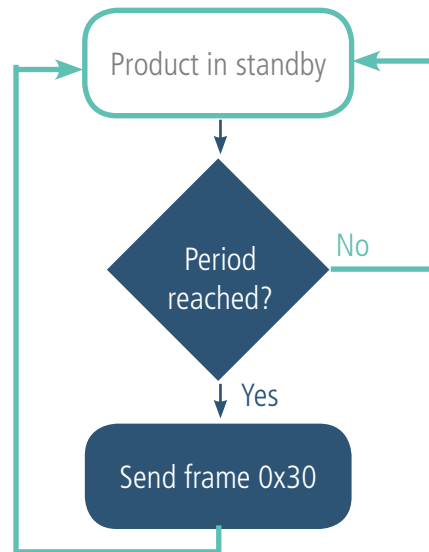 Product in standby
Period
reached?
No
Yes
Send frame 0x30